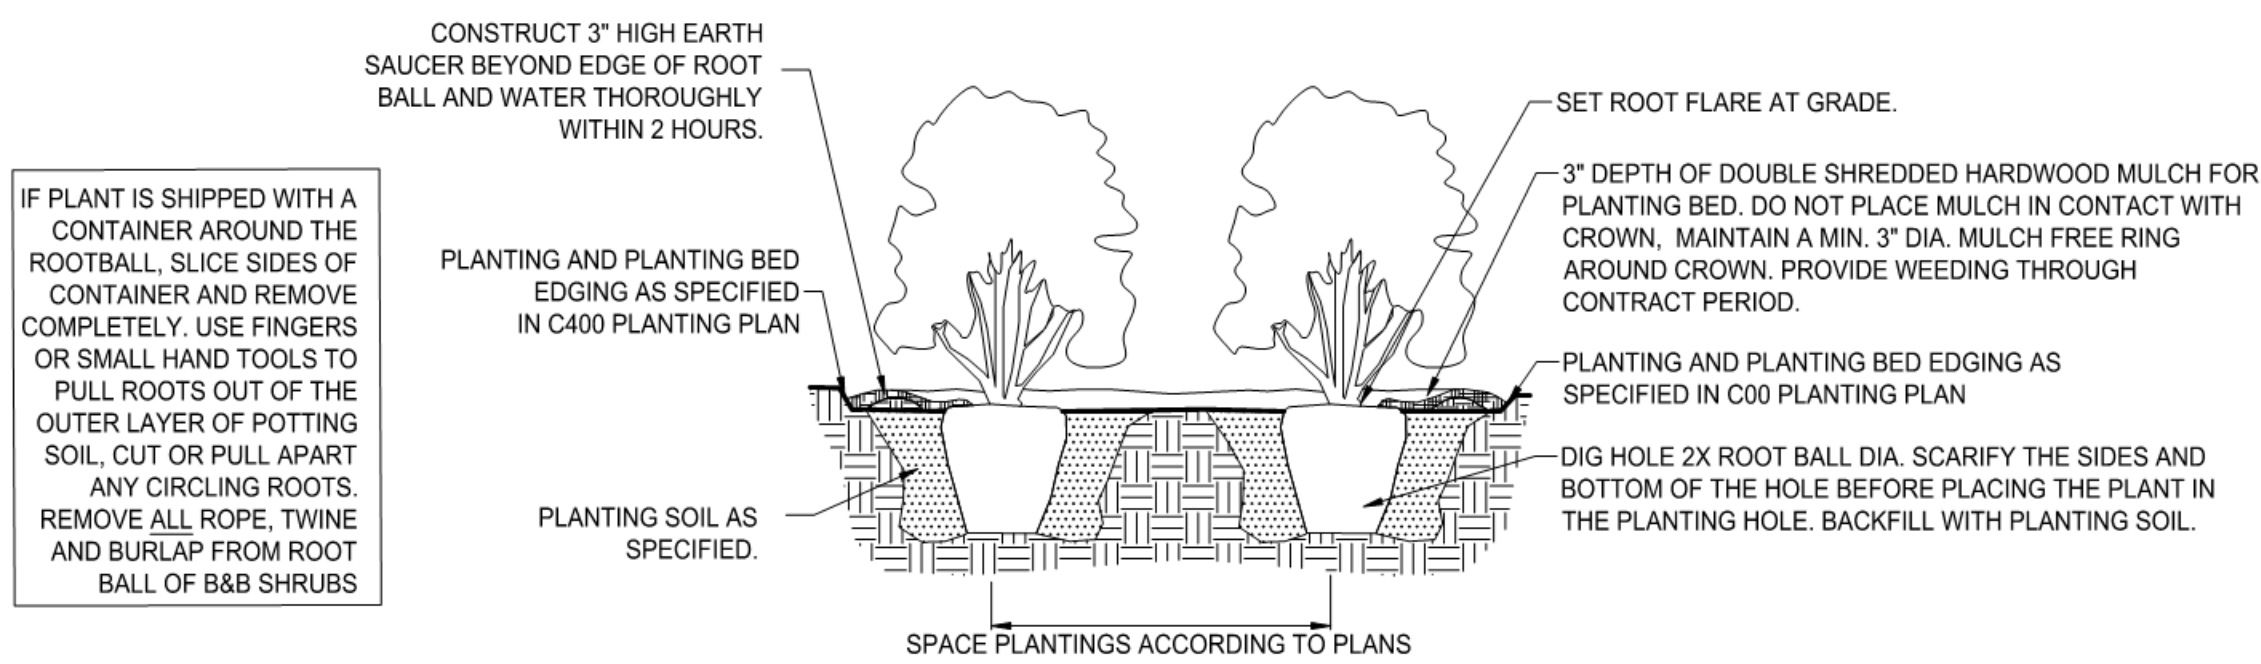 CONSTRUCT 3" HIGH EARTH
SAUCER BEYOND EDGE OF ROOT
BALL AND WATER THOROUGHLY
WITHIN 2 HOURS.
IF PLANT IS SHIPPED WITH A
CONTAINER AROUND THE
ROOTBALL, SLICE SIDES OF
CONTAINER AND REMOVE
COMPLETELY. USE FINGERS
OR SMALL HAND TOOLS TO
PULL ROOTS OUT OF THE
OUTER LAYER OF POTTING
SOIL, CUT OR PULL APART
ANY CIRCLING ROOTS.
REMOVE ALL ROPE, TWINE
AND BURLAP FROM ROOT
BALL OF B&B SHRUBS
PLANTING AND PLANTING BED
EDGING AS SPECIFIED
IN C400 PLANTING PLAN
PLANTING SOIL AS
SPECIFIED.
SET ROOT FLARE AT GRADE.
3" DEPTH OF DOUBLE SHREDDED HARDWOOD MULCH FOR
PLANTING BED. DO NOT PLACE MULCH IN CONTACT WITH
CROWN, MAINTAIN A MIN. 3" DIA. MULCH FREE RING
AROUND CROWN. PROVIDE WEEDING THROUGH
CONTRACT PERIOD.
PLANTING AND PLANTING BED EDGING AS
SPECIFIED IN C00 PLANTING PLAN
DIG HOLE 2X ROOT BALL DIA. SCARIFY THE SIDES AND
BOTTOM OF THE HOLE BEFORE PLACING THE PLANT IN
THE PLANTING HOLE. BACKFILL WITH PLANTING SOIL.
SPACE PLANTINGS ACCORDING TO PLANS